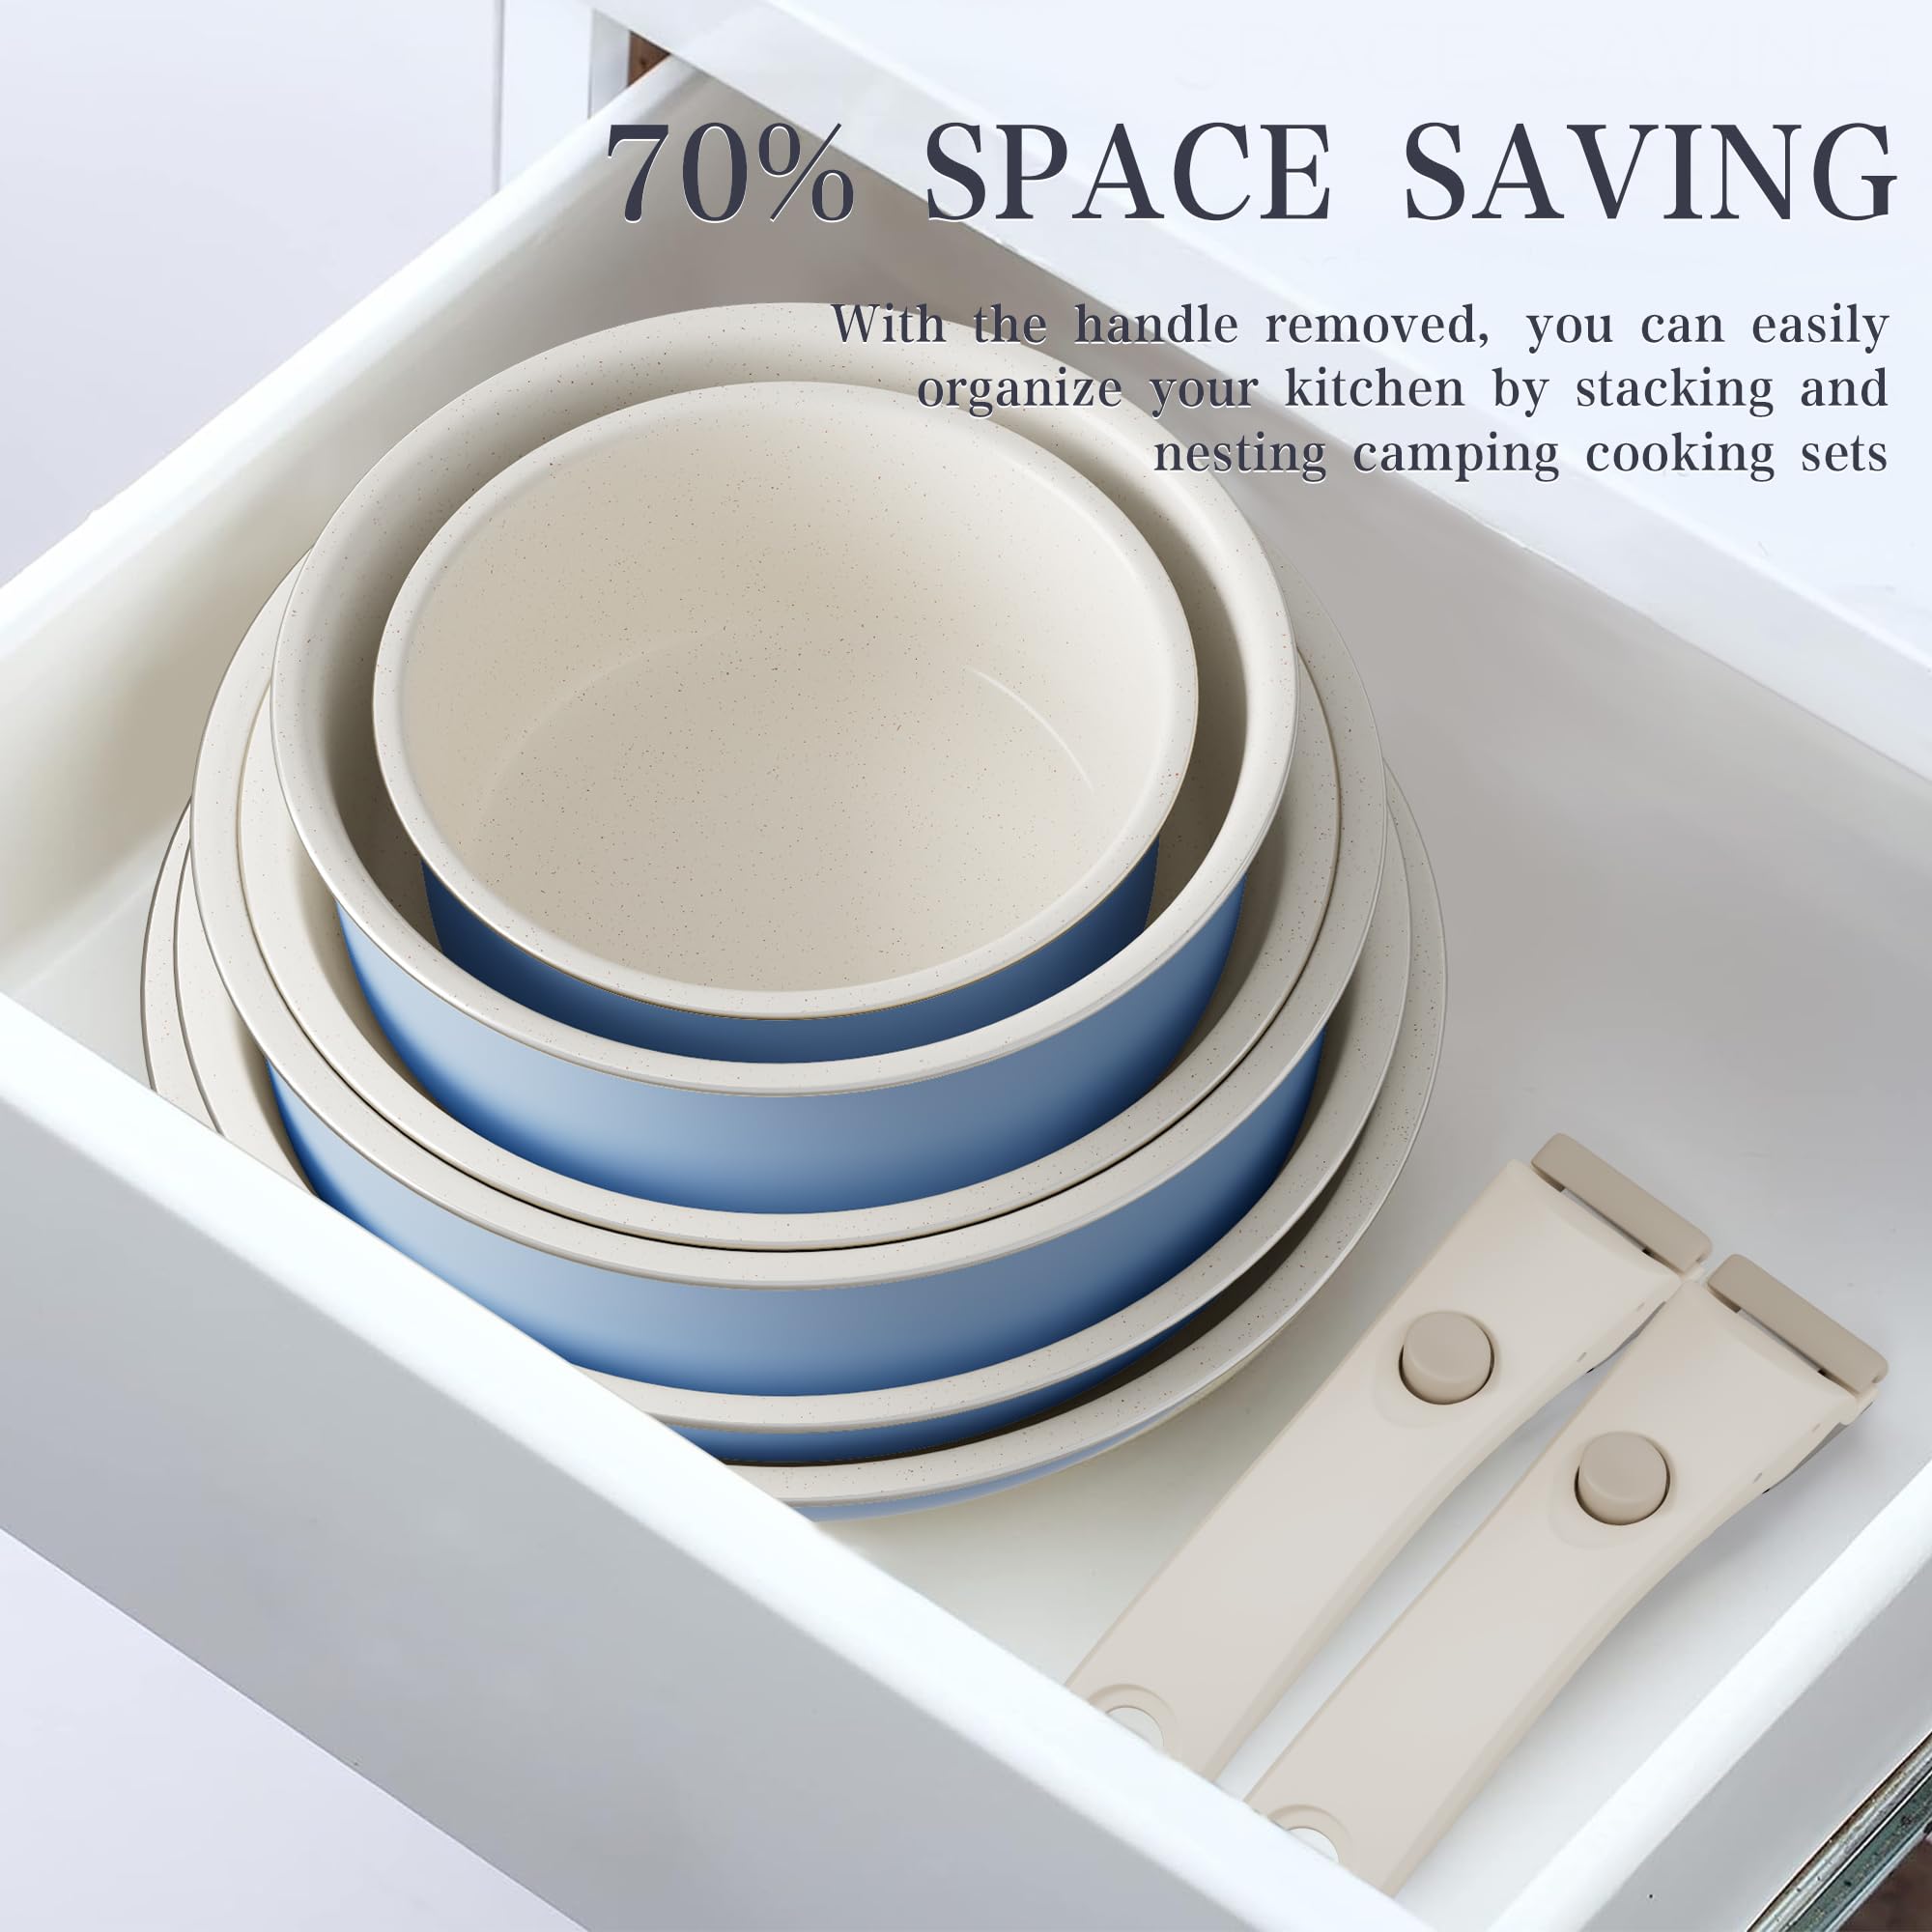 70% SPACE SAVING
With the handle removed, you can easily
organize your kitchen by stacking and
nesting camping cooking sets